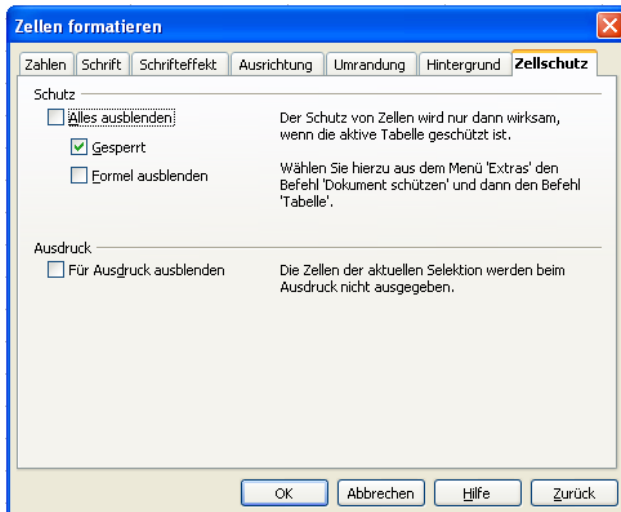 Zellen formatieren
Zahlen Schrift Schrifteffekt Ausrichtung Umrandung Hintergrund Zellschutz
Schutz
Alles ausblenden
Gesperrt
Formel ausblenden
Der Schutz von Zellen wird nur dann wirksam,
wenn die aktive Tabelle geschützt ist.
Wählen Sie hierzu aus dem Menü 'Extras' den
Befehl 'Dokument schützen' und dann den Befehl
'Tabelle'.
Ausdruck
Für Ausdruck ausblenden
Die Zellen der aktuellen Selektion werden beim
Ausdruck nicht ausgegeben.
OK Abbrechen Hilfe Zurück